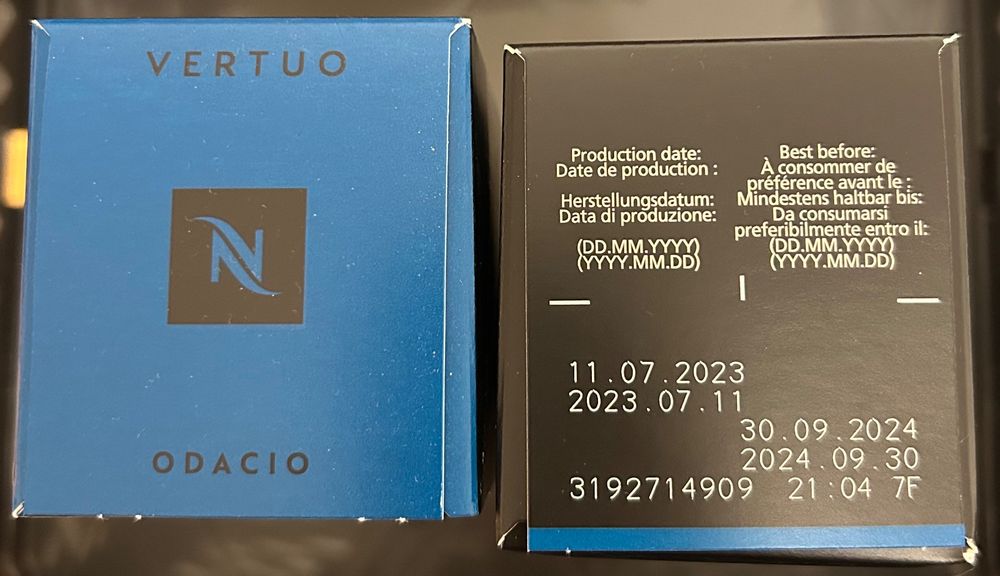 VERTUO
N
ODACIO
Production date:
Date de production :
Herstellungsdatum:
Data di produzione:
(DD.MM.YYYY)
(YYYY.MM.DD)
Best before:
À consommer de
préférence avant le :
Mindestens haltbar bis:
Da consumarsi
preferibilmente entro il:
(DD.MM.YYYY)
(YYYY.MM.DD)
11.07.2023
2023.07.11
30.09.2024
2024.09.30
3192714909 21:04 7F